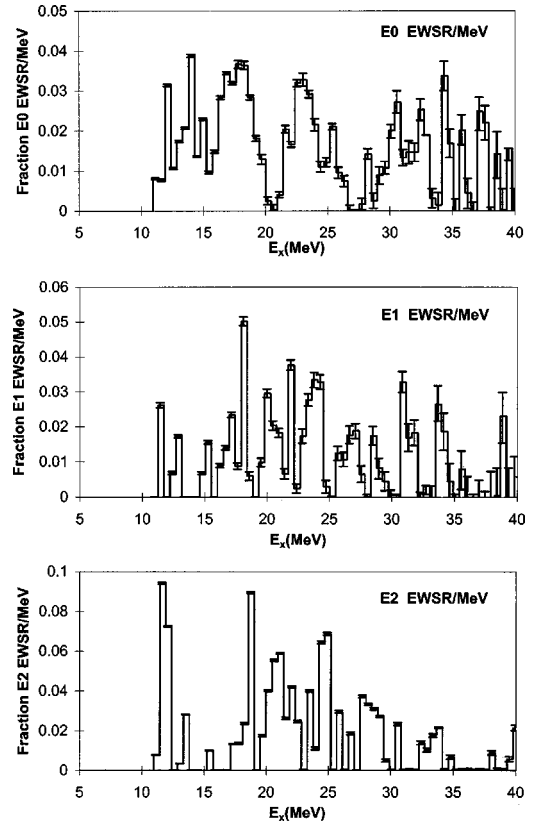 E0 EWSR/MeV
Fraction E0 EWSR/MeV
0.05
0.04
0.03
0.02
0.01
0
5 10 15 20 25 30 35 40
Ex(MeV)
E1 EWSR/MeV
Fraction E1 EWSR/MeV
0.06
0.05
0.04
0.03
0.02
0.01
0
5 10 15 20 25 30 35 40
Ex(MeV)
E2 EWSR/MeV
Fraction E2 EWSR/MeV
0.1
0.08
0.06
0.04
0.02
0
5 10 15 20 25 30 35 40
Ex(MeV)